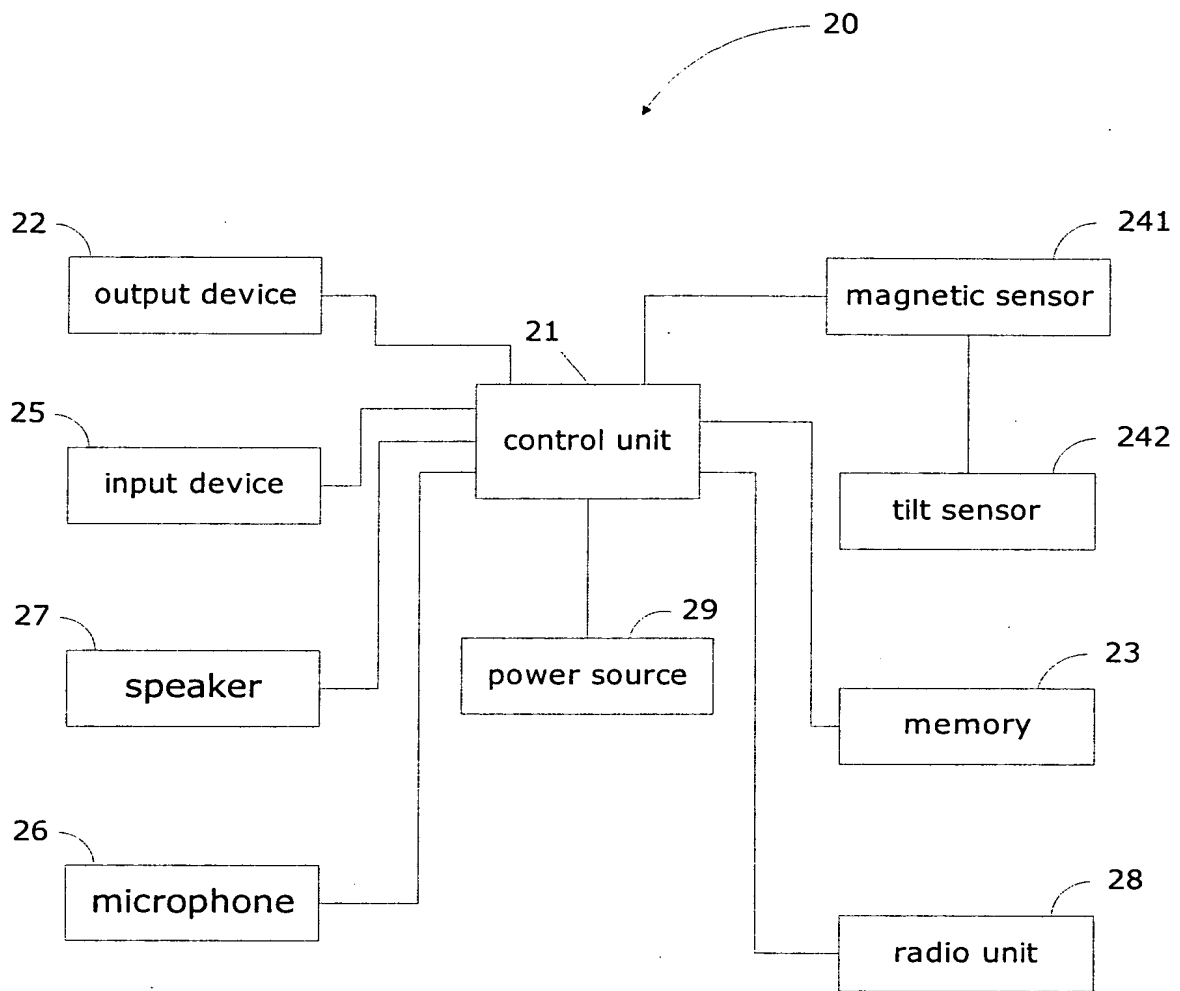 20
22
output device
241
magnetic sensor
21
control unit
25
input device
242
tilt sensor
27
speaker
29
power source
23
memory
26
microphone
28
radio unit